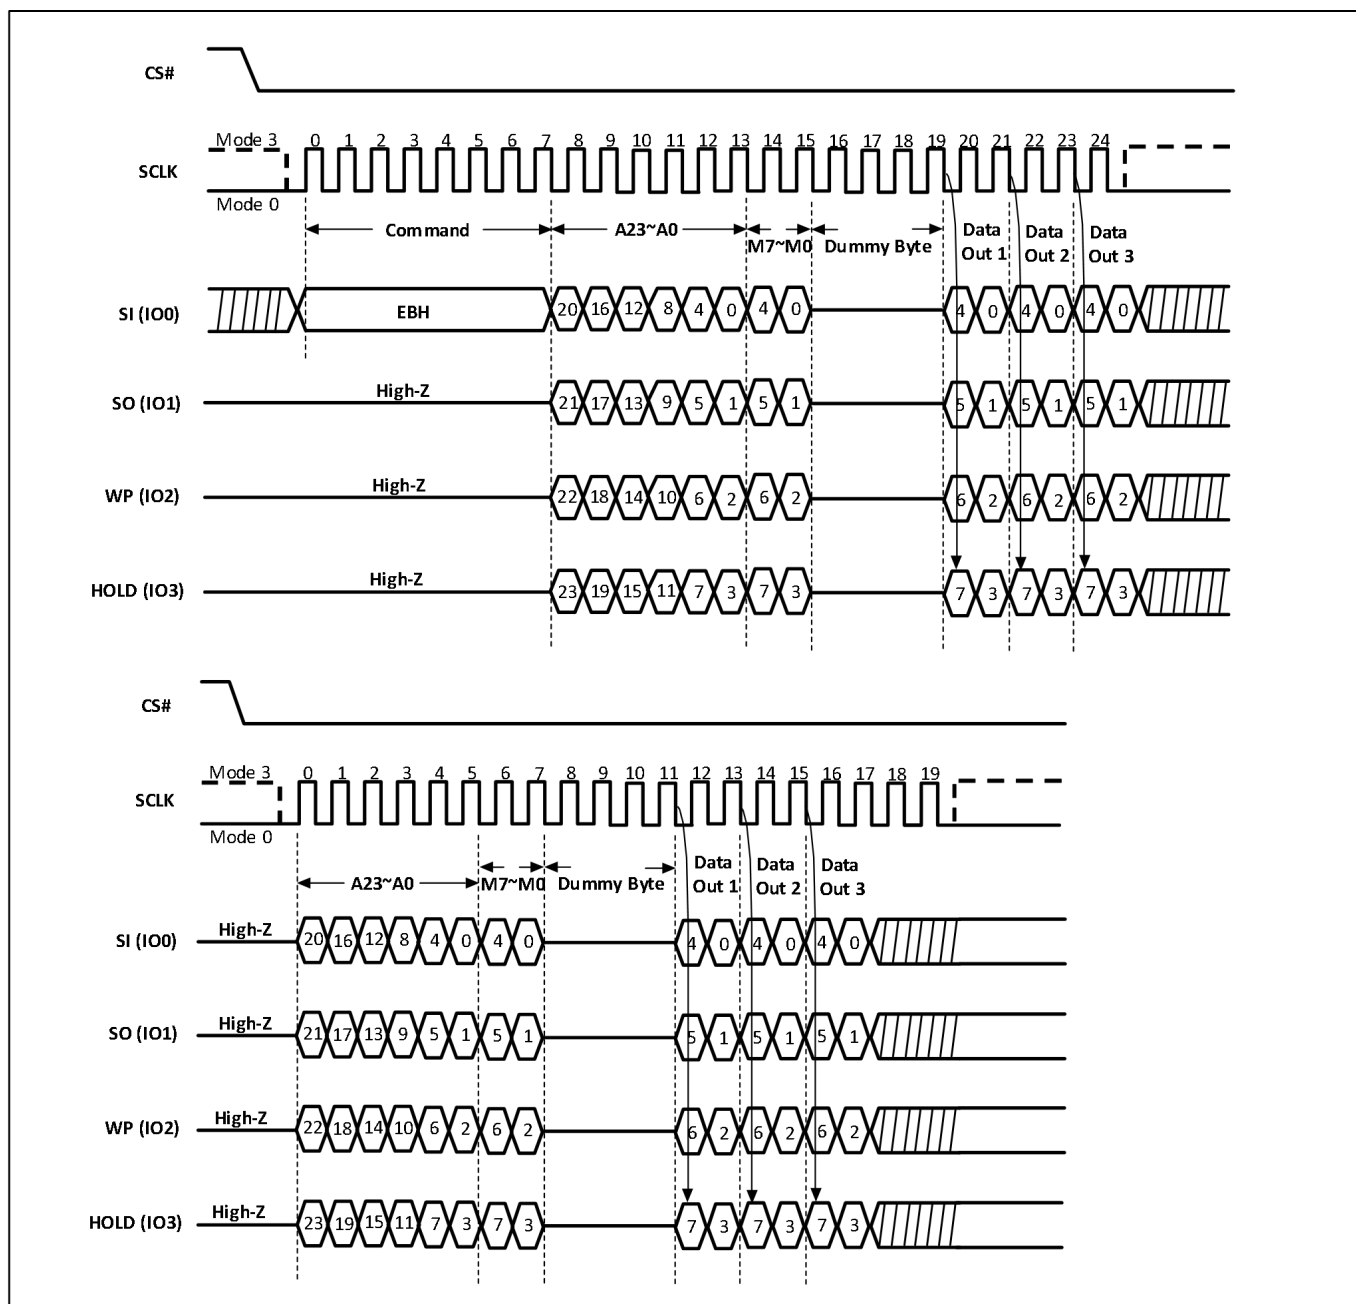 CS#
Mode 3 0 1 2 3 4 5 6 7 8 9 10 11 12 13 14 15 16 17 18 19 20 21 22 23 24
SCLK
Mode 0
Command A23~A0 M7~M0 Dummy Byte Data Out 1 Data Out 2 Data Out 3
SI (IO0) EBH 20 16 12 8 4 0 4 0 4 0 4 0 4 0
SO (IO1) High-Z 21 17 13 9 5 1 5 1 5 1 5 1 5 1
WP (IO2) High-Z 22 18 14 10 6 2 6 2 6 2 6 2 6 2
HOLD (IO3) High-Z 23 19 15 11 7 3 7 3 7 3 7 3 7 3
CS#
Mode 3 0 1 2 3 4 5 6 7 8 9 10 11 12 13 14 15 16 17 18 19
SCLK
Mode 0
A23~A0 M7~M0 Dummy Byte Data Out 1 Data Out 2 Data Out 3
SI (IO0) High-Z 20 16 12 8 4 0 4 0 4 0 4 0 4 0
SO (IO1) High-Z 21 17 13 9 5 1 5 1 5 1 5 1 5 1
WP (IO2) High-Z 22 18 14 10 6 2 6 2 6 2 6 2 6 2
HOLD (IO3) High-Z 23 19 15 11 7 3 7 3 7 3 7 3 7 3